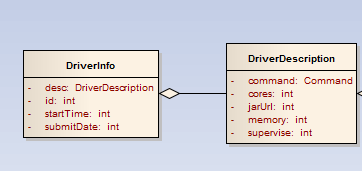 DriverInfo
- desc: DriverDescription
- id: int
- startTime: int
- submitDate: int
DriverDescription
- command: Command
- cores: int
- jarUrl: int
- memory: int
- supervise: int